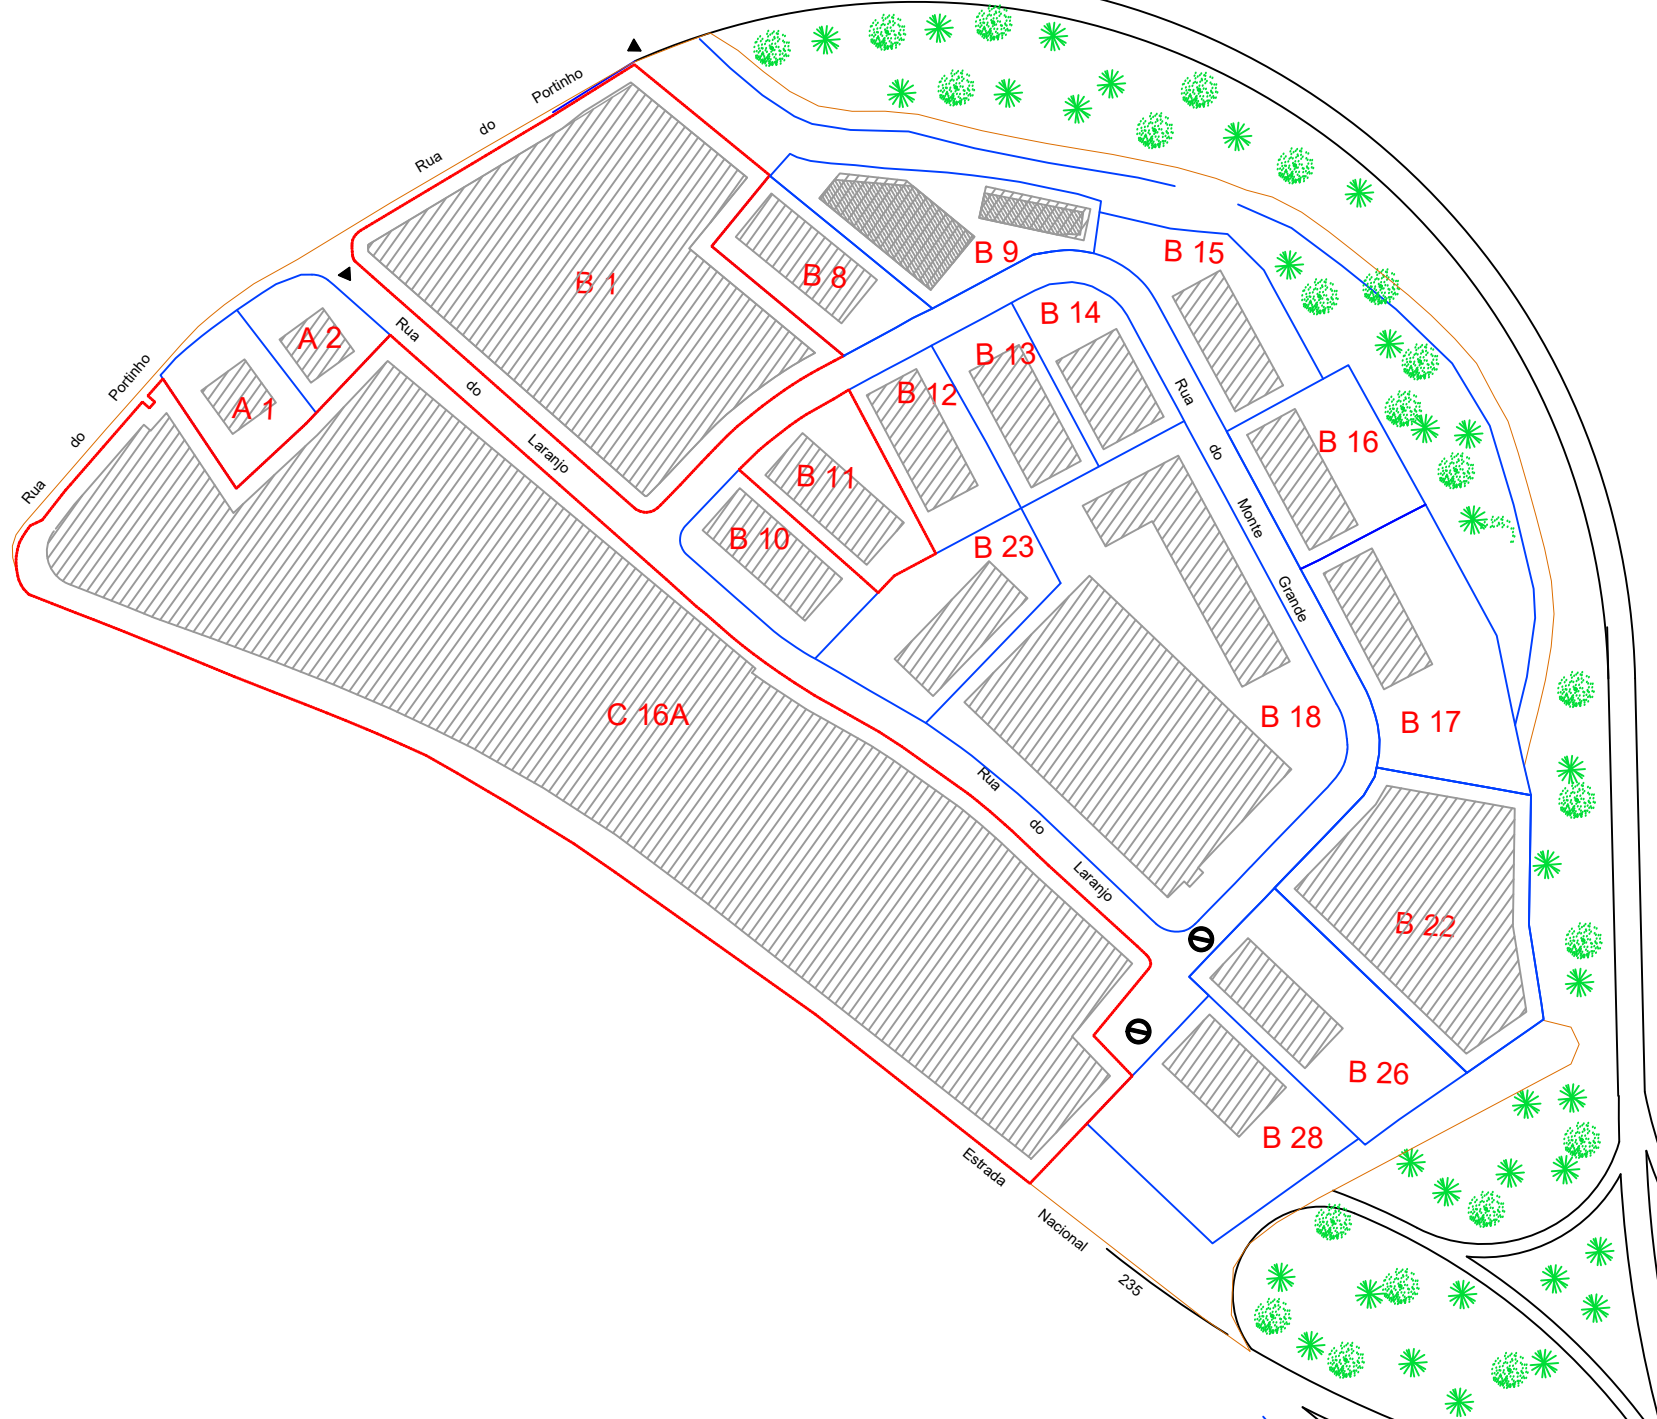 Rua do Portinho
Rua do Portinho
Rua do Laranjo
Rua do Monte Grande
Rua do Laranjo
Estrada Nacional 235
B 1
B 8
B 9
B 15
A 2
A 1
B 14
B 13
B 12
B 11
B 10
B 16
B 23
B 18
B 17
C 16A
B 22
B 26
B 28